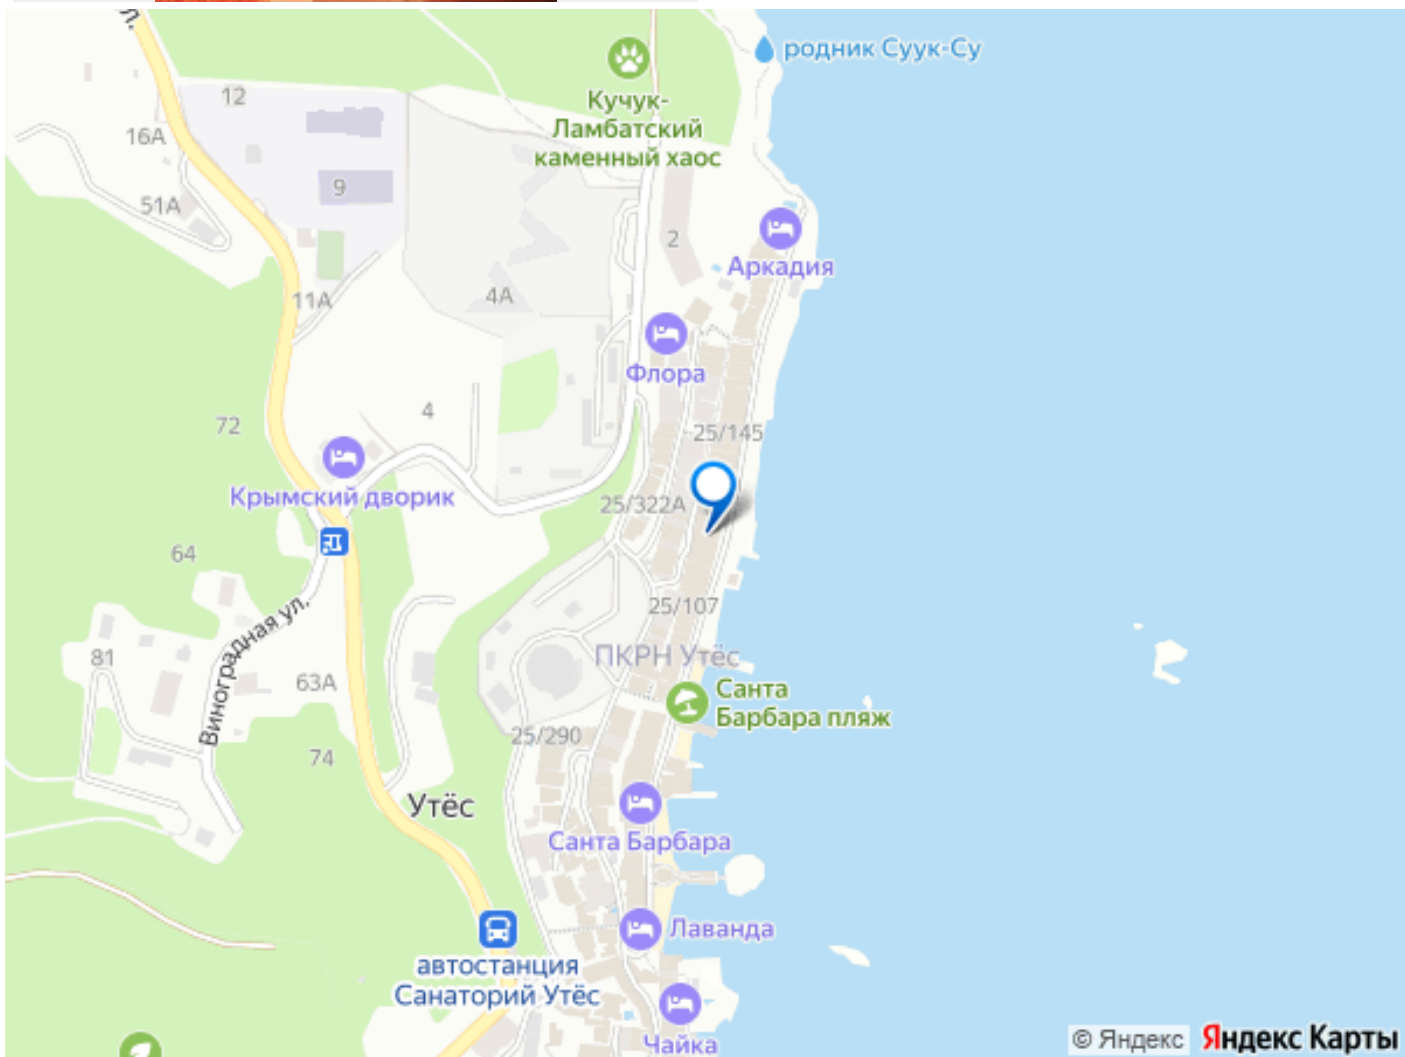 ул.
родник Суук-Су
12
Кучук-
Ламбатский
каменный хаос
16А
9
51А
2
Аркадия
11А
4А
Флора
72
4
25/145
Крымский дворик
25/322А
64
25/107
Виноградная ул.
81
ПКРН Утёс
63А
Санта
Барбара пляж
25/290
74
Утёс
Санта Барбара
Лаванда
автостанция
Санаторий Утёс
Чайка
© Яндекс Яндекс Карты